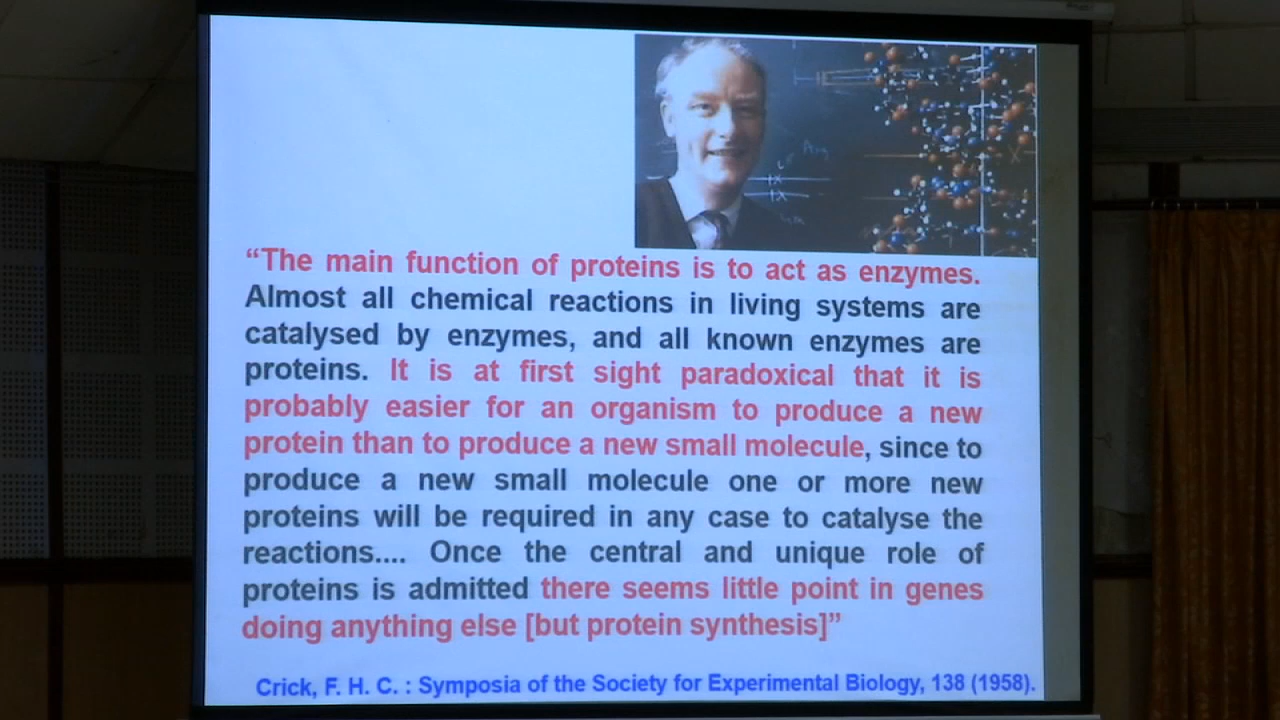 “The main function of proteins is to act as enzymes.
Almost all chemical reactions in living systems are
catalysed by enzymes, and all known enzymes are
proteins. It is at first sight paradoxical that it is
probably easier for an organism to produce a new
protein than to produce a new small molecule, since to
produce a new small molecule one or more new
proteins will be required in any case to catalyse the
reactions.... Once the central and unique role of
proteins is admitted there seems little point in genes
doing anything else [but protein synthesis]”
Crick, F. H. C. : Symposia of the Society for Experimental Biology, 138 (1958).